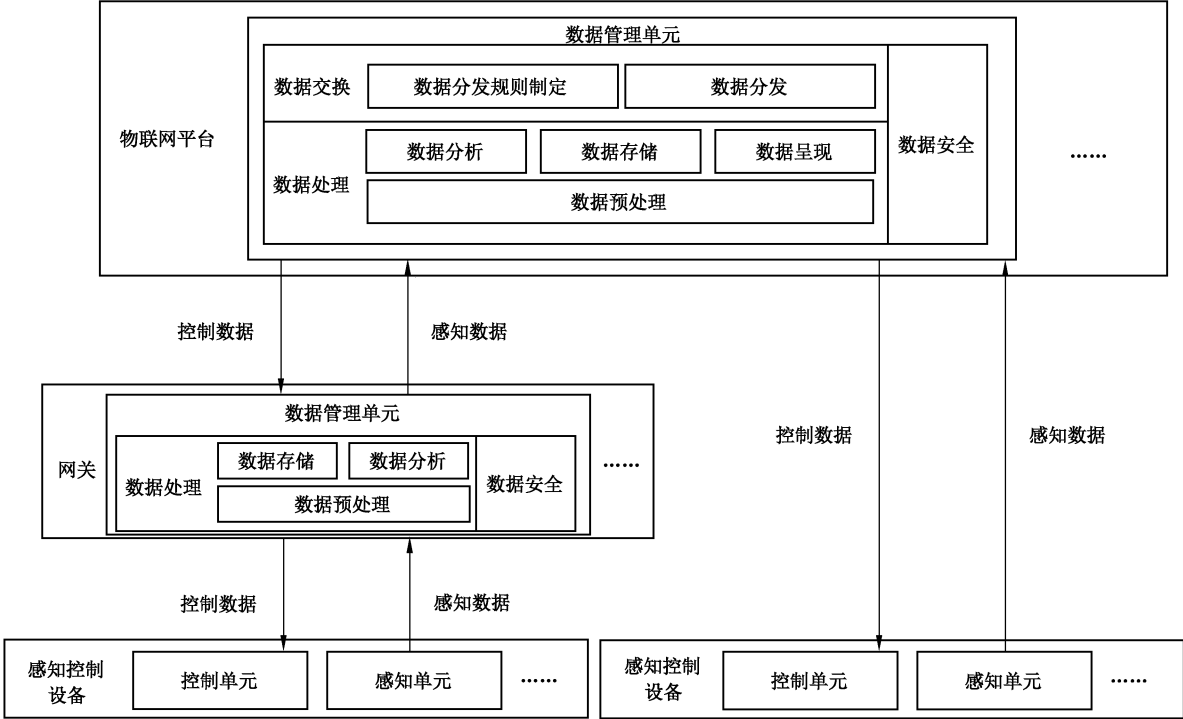 数据管理单元
数据交换
数据分发规则制定
数据分发
物联网平台
数据分析
数据存储
数据呈现
数据安全
……
数据处理
数据预处理
控制数据
感知数据
数据管理单元
控制数据
感知数据
网关
数据存储
数据分析
……
数据处理
数据安全
数据预处理
控制数据
感知数据
感知控制
设备
控制单元
感知单元
……
感知控制
设备
控制单元
感知单元
……